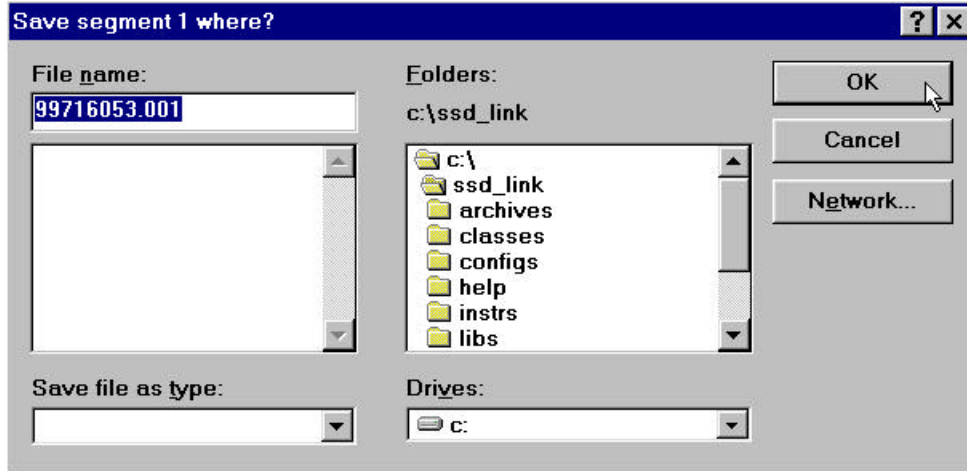 Save segment 1 where?
File name:
99716053.001
Folders:
c:\ssd_link
c:\
ssd_link
archives
classes
configs
help
instrs
libs
OK
Cancel
Network...
Save file as type:
Drives:
c: